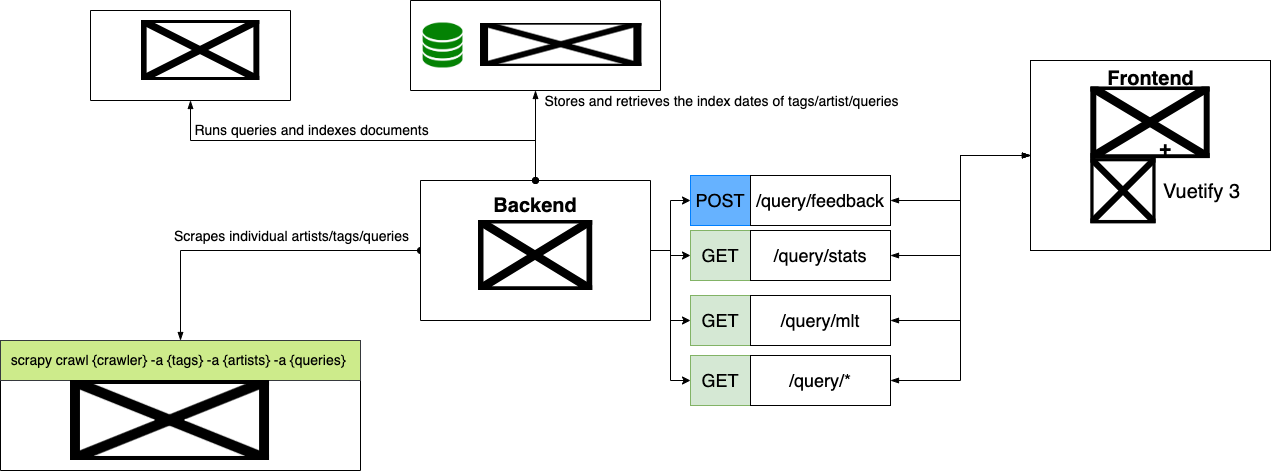 Stores and retrieves the index dates of tags/artist/queries
Runs queries and indexes documents
Frontend
+
Vuetify 3
Backend
Scrapes individual artists/tags/queries
POST /query/feedback
GET /query/stats
GET /query/mlt
GET /query/*
scrapy crawl {crawler} -a {tags} -a {artists} -a {queries}